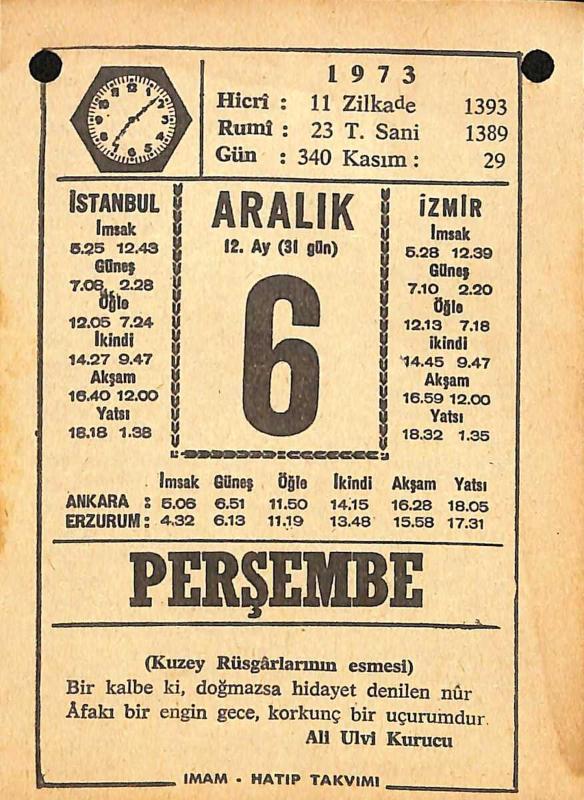 1973
Hicrî : 11 Zilkade 1393
Rumî : 23 T. Sani 1389
Gün : 340 Kasım : 29
İSTANBUL
İmsak
5.25 12.43
Güneş
7.08 2.28
Öğle
12.05 7.24
İkindi
14.27 9.47
Akşam
16.40 12.00
Yatsı
18.18 1.38
ARALIK
12. Ay (31 gün)
6
İZMİR
İmsak
5.28 12.39
Güneş
7.10 2.20
Öğle
12.13 7.18
ikindi
14.45 9.47
Akşam
16.59 12.00
Yatsı
18.32 1.35
İmsak Güneş Öğle İkindi Akşam Yatsı
ANKARA : 5.06 6.51 11.50 14.15 16.28 18.05
ERZURUM : 4.32 6.13 11.19 13.48 15.58 17.31
PERŞEMBE
(Kuzey Rüsgârlarının esmesi)
Bir kalbe ki, doğmazsa hidayet denilen nûr
Âfakı bir engin gece, korkunç bir uçurumdur.
Ali Ulvî Kurucu
İMAM - HATİP TAKVİMİ